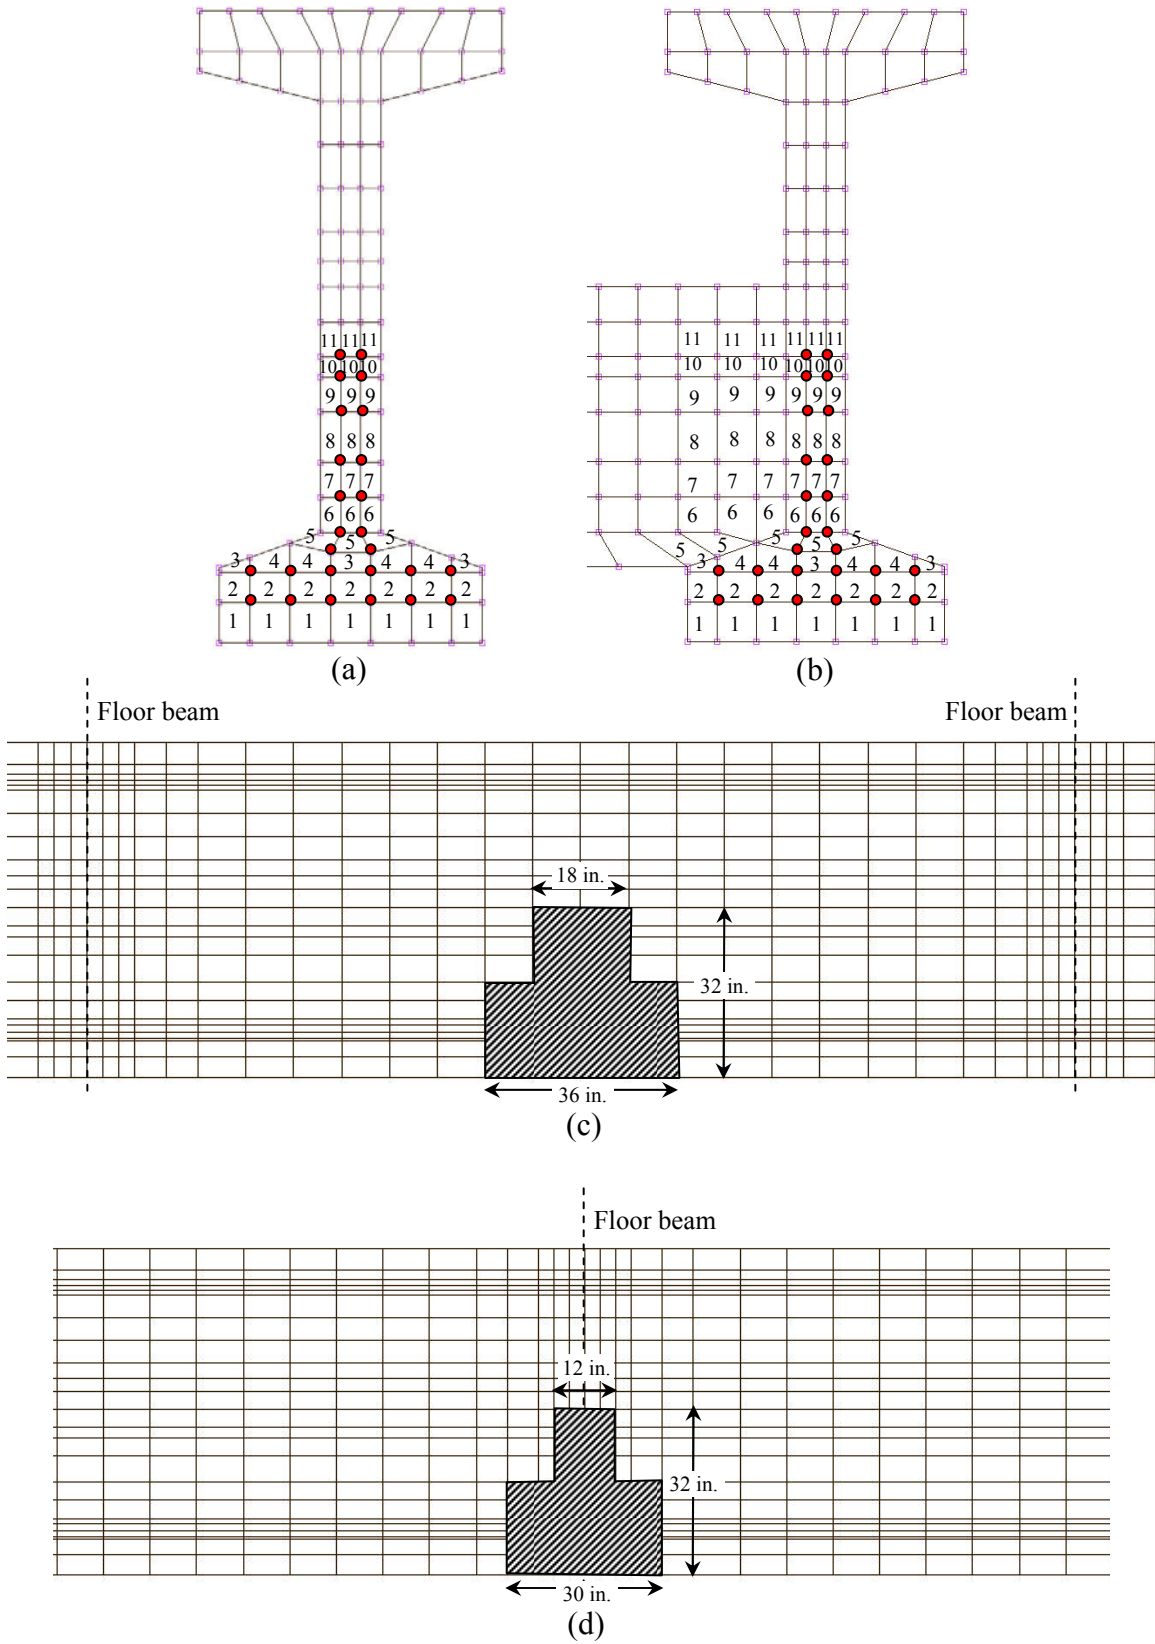 11 11 11 11 11 11 11 11 11
10 10 10 10 10 10 10 10 10
9 9 9 9 9 9 9 9 9
8 8 8 8 8 8 8 8 8
7 7 7 7 7 7 7 7 7
6 6 6 6 6 6 6 6 6
5 5 5 5 5 5 5
3 4 4 3 4 4 3 3 4 4 3 4 4 3
2 2 2 2 2 2 2 2 2 2 2 2 2 2
1 1 1 1 1 1 1 1 1 1 1 1 1 1
(a) (b)
Floor beam Floor beam
18 in.
32 in.
36 in.
(c)
Floor beam
12 in.
32 in.
30 in.
(d)